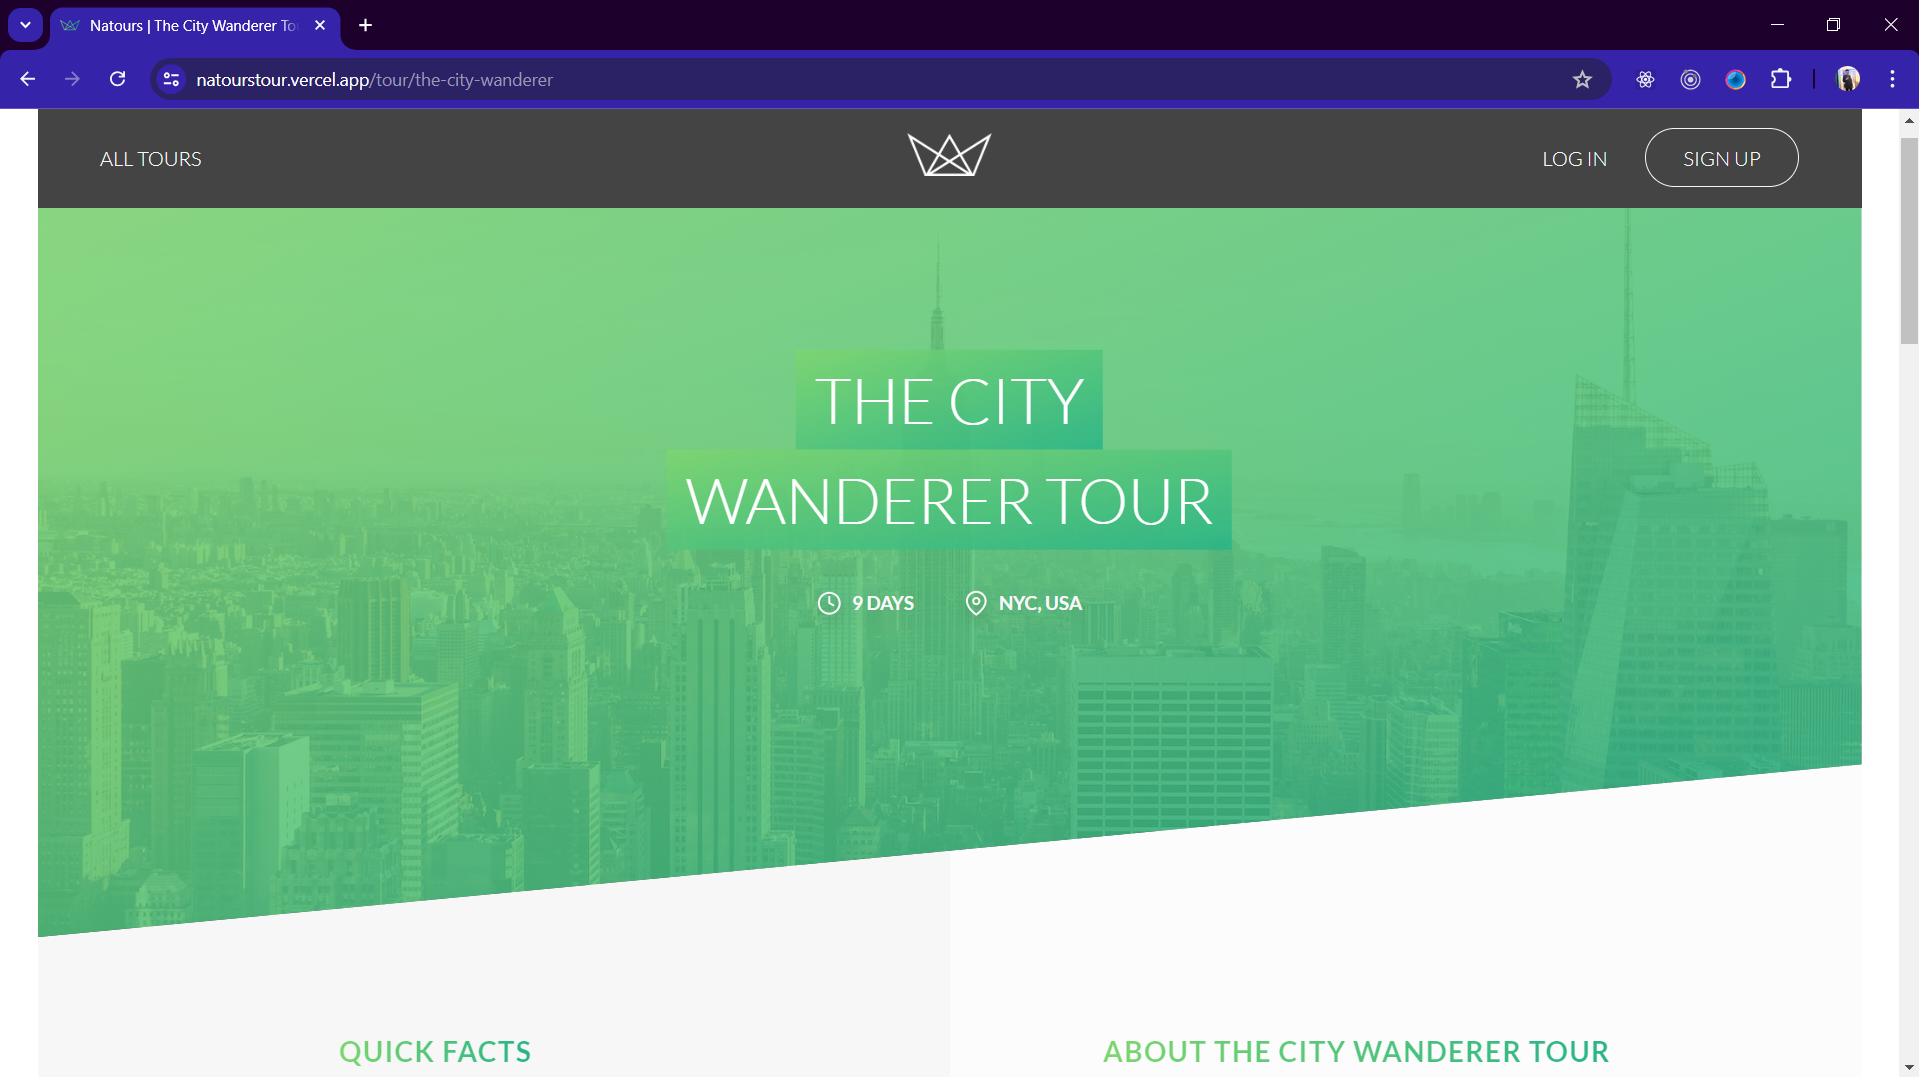 Natours | The City Wanderer To
natourstour.vercel.app/tour/the-city-wanderer
ALL TOURS
LOG IN
SIGN UP
THE CITY
WANDERER TOUR
9 DAYS
NYC, USA
QUICK FACTS
ABOUT THE CITY WANDERER TOUR